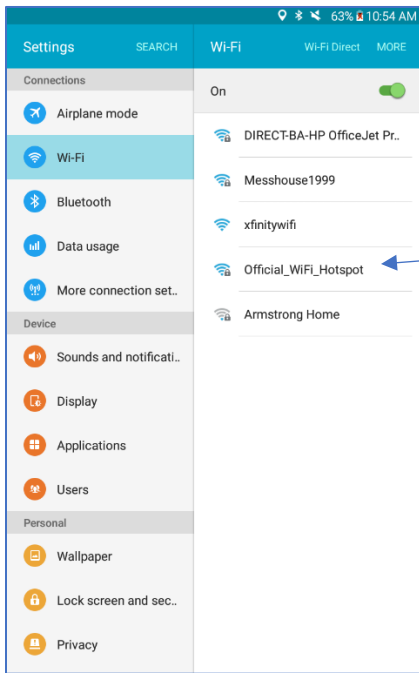 63% 10:54 AM
Settings SEARCH
Connections
Airplane mode
Wi-Fi
Bluetooth
Data usage
More connection set..
Device
Sounds and notificati..
Display
Applications
Users
Personal
Wallpaper
Lock screen and sec..
Privacy
Wi-Fi Wi-Fi Direct MORE
On
DIRECT-BA-HP OfficeJet Pr..
Messhouse1999
xfinitywifi
Official_WiFi_Hotspot
Armstrong Home